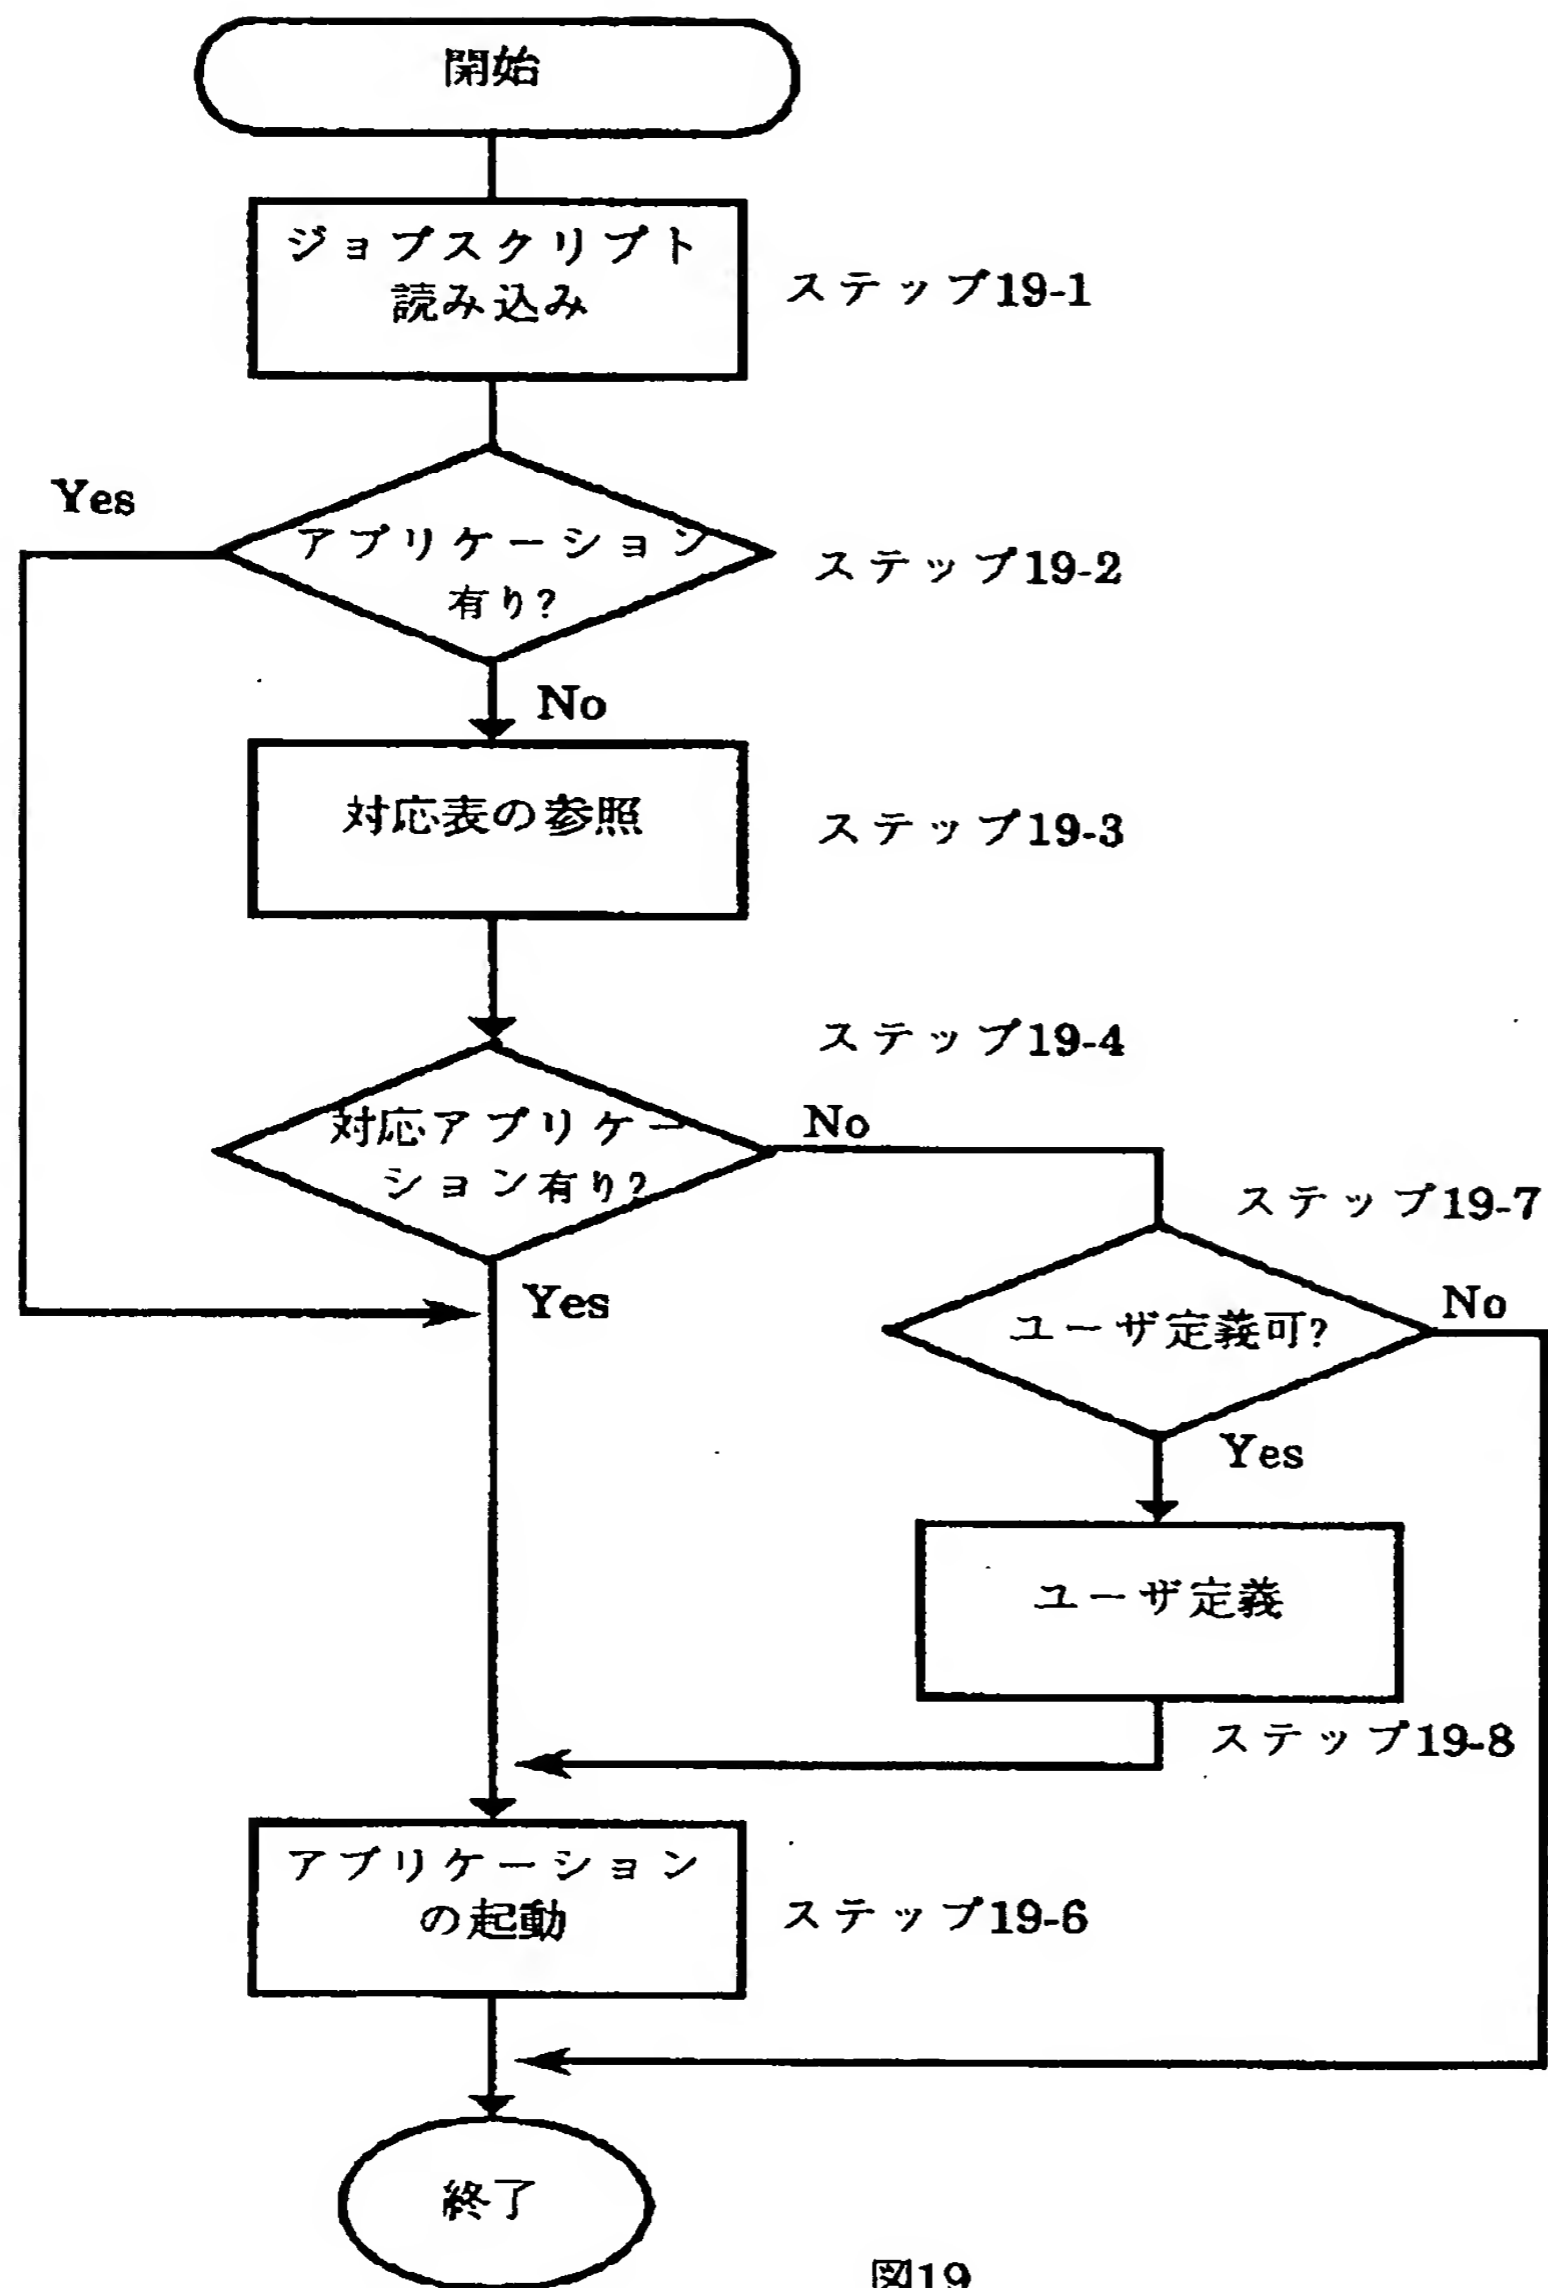 開始
ジョブスクリプト
読み込み
ステップ19-1
Yes
アプリケーション
有り?
ステップ19-2
No
対応表の参照
ステップ19-3
ステップ19-4
対応アプリケー
ション有り?
No
ステップ19-7
Yes
ユーザ定義可?
No
Yes
ユーザ定義
ステップ19-8
アプリケーション
の起動
ステップ19-6
終了
図19